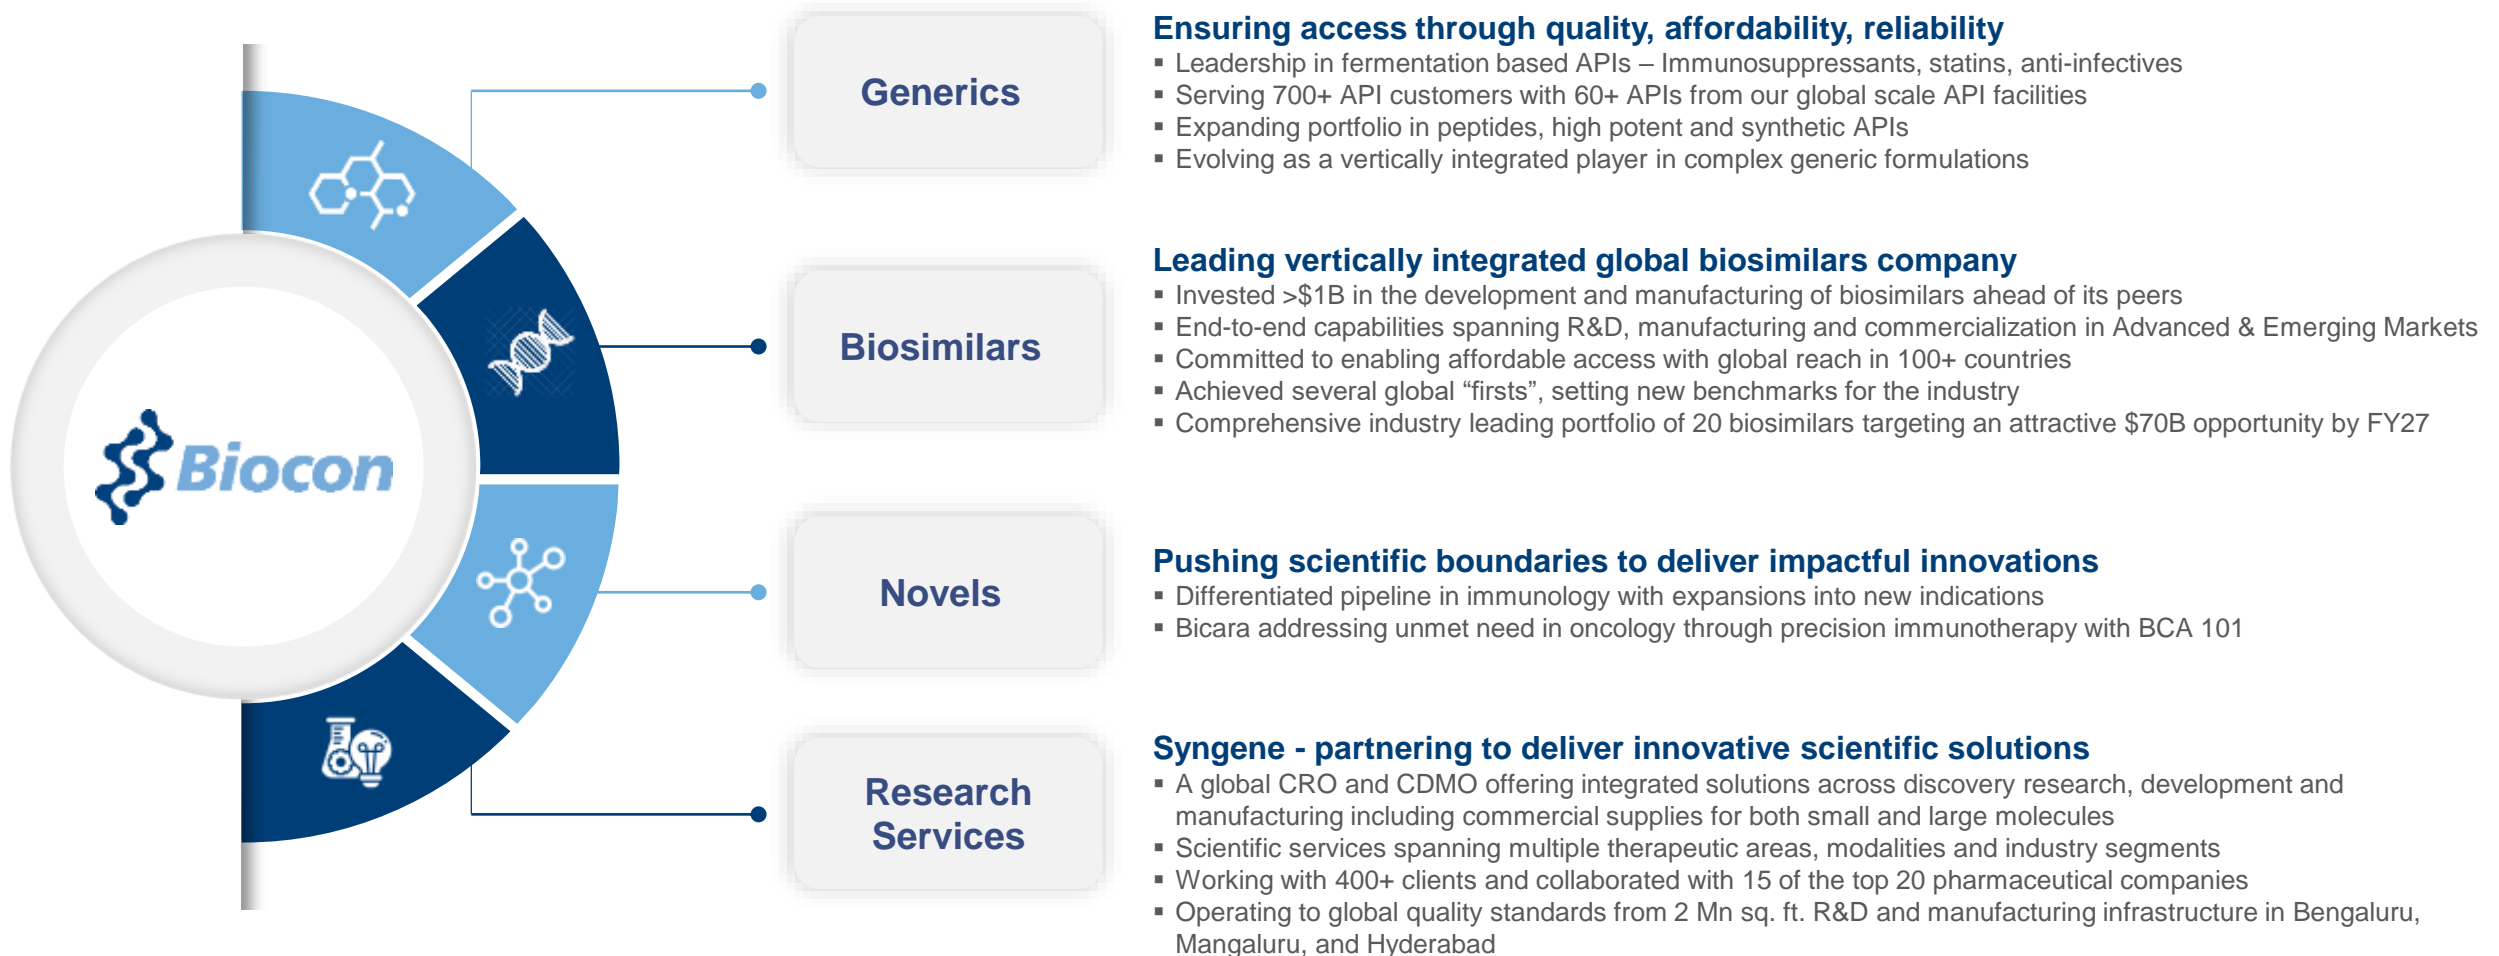 Biocon
Generics
Ensuring access through quality, affordability, reliability
▪ Leadership in fermentation based APIs – Immunosuppressants, statins, anti-infectives
▪ Serving 700+ API customers with 60+ APIs from our global scale API facilities
▪ Expanding portfolio in peptides, high potent and synthetic APIs
▪ Evolving as a vertically integrated player in complex generic formulations
Biosimilars
Leading vertically integrated global biosimilars company
▪ Invested >$1B in the development and manufacturing of biosimilars ahead of its peers
▪ End-to-end capabilities spanning R&D, manufacturing and commercialization in Advanced & Emerging Markets
▪ Committed to enabling affordable access with global reach in 100+ countries
▪ Achieved several global “firsts”, setting new benchmarks for the industry
▪ Comprehensive industry leading portfolio of 20 biosimilars targeting an attractive $70B opportunity by FY27
Novels
Pushing scientific boundaries to deliver impactful innovations
▪ Differentiated pipeline in immunology with expansions into new indications
▪ Bicara addressing unmet need in oncology through precision immunotherapy with BCA 101
Research
Services
Syngene - partnering to deliver innovative scientific solutions
▪ A global CRO and CDMO offering integrated solutions across discovery research, development and
manufacturing including commercial supplies for both small and large molecules
▪ Scientific services spanning multiple therapeutic areas, modalities and industry segments
▪ Working with 400+ clients and collaborated with 15 of the top 20 pharmaceutical companies
▪ Operating to global quality standards from 2 Mn sq. ft. R&D and manufacturing infrastructure in Bengaluru,
Mangaluru, and Hyderabad